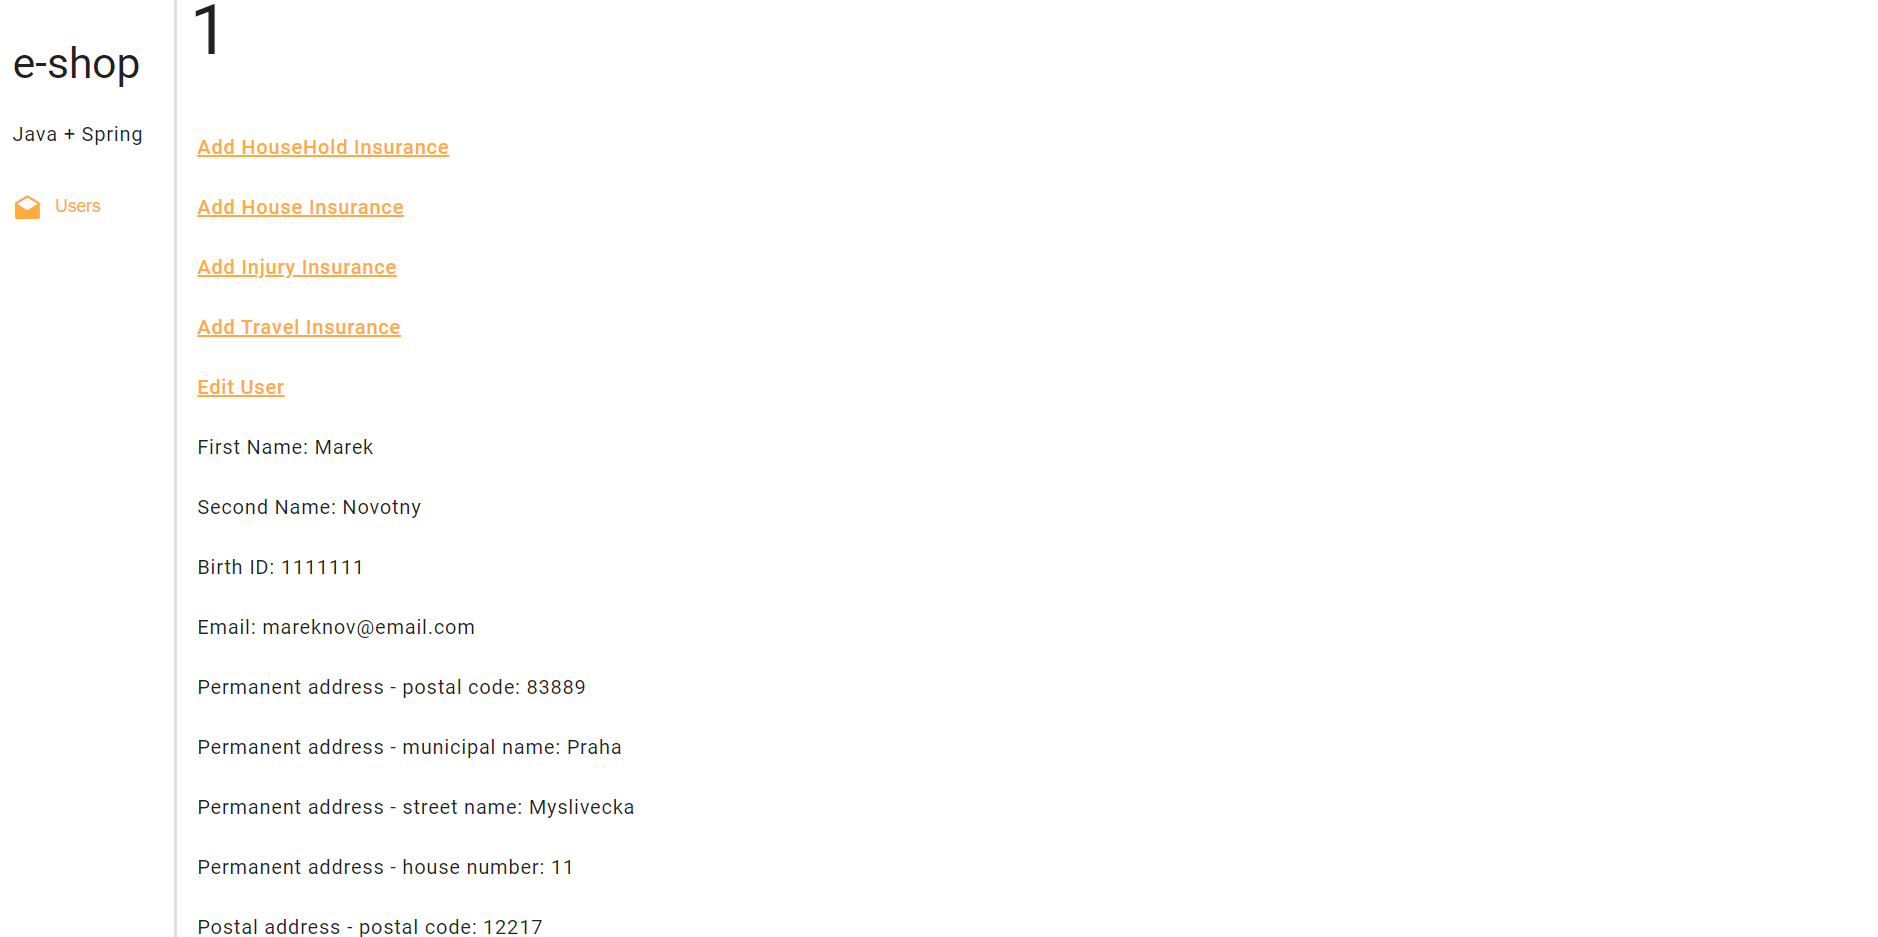 e-shop
Java + Spring
Users
1
Add HouseHold Insurance
Add House Insurance
Add Injury Insurance
Add Travel Insurance
Edit User
First Name: Marek
Second Name: Novotny
Birth ID: 1111111
Email: mareknov@email.com
Permanent address - postal code: 83889
Permanent address - municipal name: Praha
Permanent address - street name: Myslivecka
Permanent address - house number: 11
Postal address - postal code: 12217